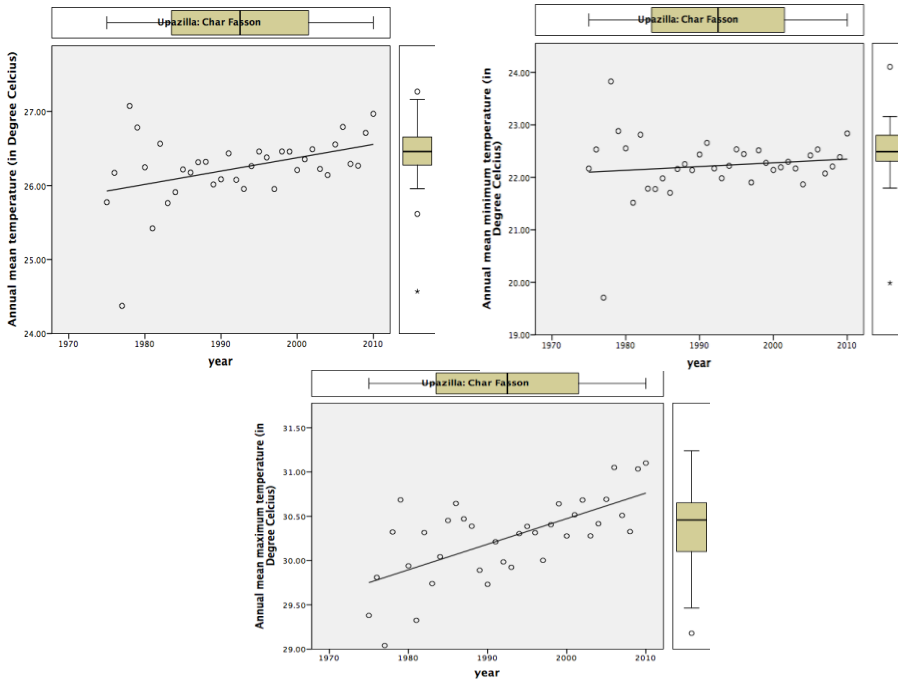 Upazilla: Char Fasson
Annual mean temperature (in Degree Celcius)
27.00
26.00
25.00
24.00
*
1970 1980 1990 2000 2010
year
Upazilla: Char Fasson
Annual mean minimum temperature (in
Degree Celcius)
24.00
23.00
22.00
21.00
20.00
19.00
*
1970 1980 1990 2000 2010
year
Upazilla: Char Fasson
Annual mean maximum temperature (in
Degree Celcius)
31.50
31.00
30.50
30.00
29.50
29.00
1970 1980 1990 2000 2010
year